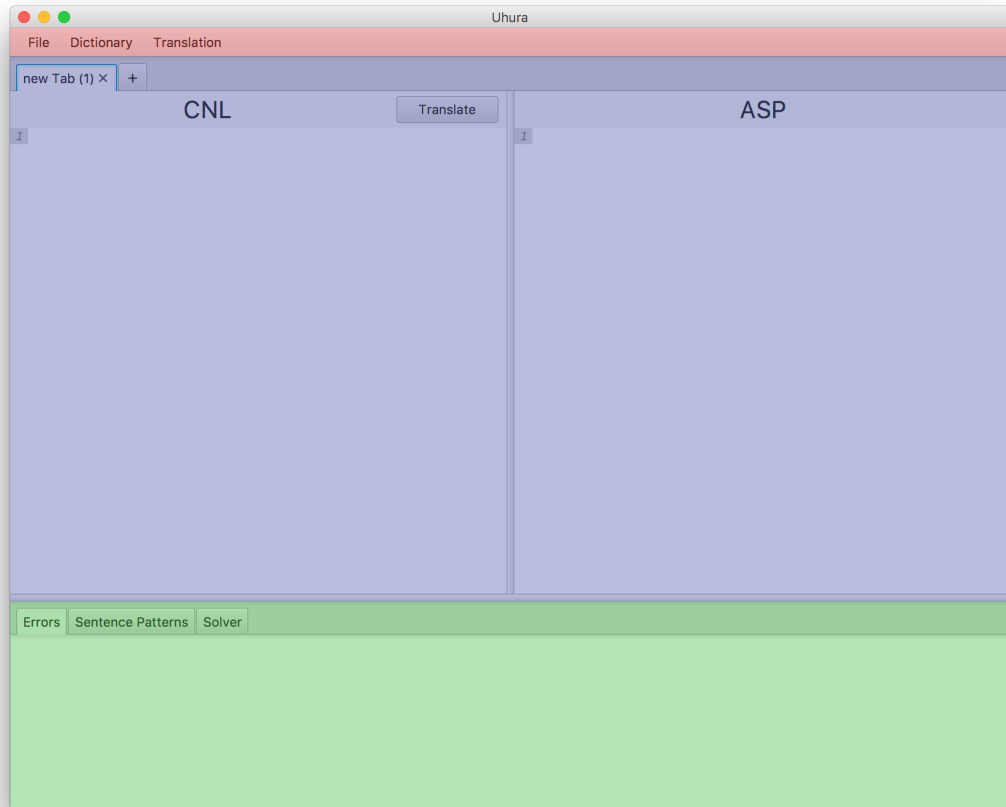 Uhura
File Dictionary Translation
new Tab (1) × +
CNL Translate ASP
1 1
Errors Sentence Patterns Solver